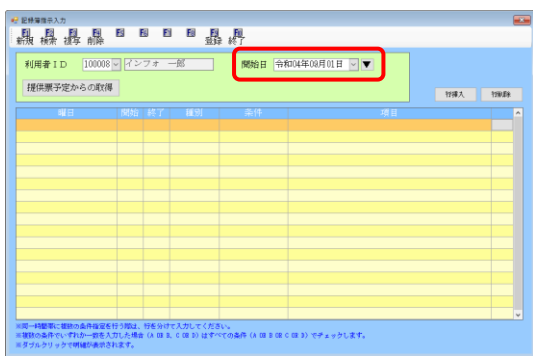 記録簿指示入力
新規 検索 複写 削除 登録 終了
利用者ID 100008 インフォ 一郎 開始日 令和04年09月01日 ▼
提供票予定からの取得
行挿入 行削除
曜日 開始 終了 種別 条件 項目
※同一時間帯に複数の条件指定を行う際は、行を分けて入力してください。
※複数の条件でいずれか一部を入力した場合(A OR B、C OR D)はすべての条件(A OR B OR C OR D)でチェックします。
※ダブルクリックで明細が表示されます。